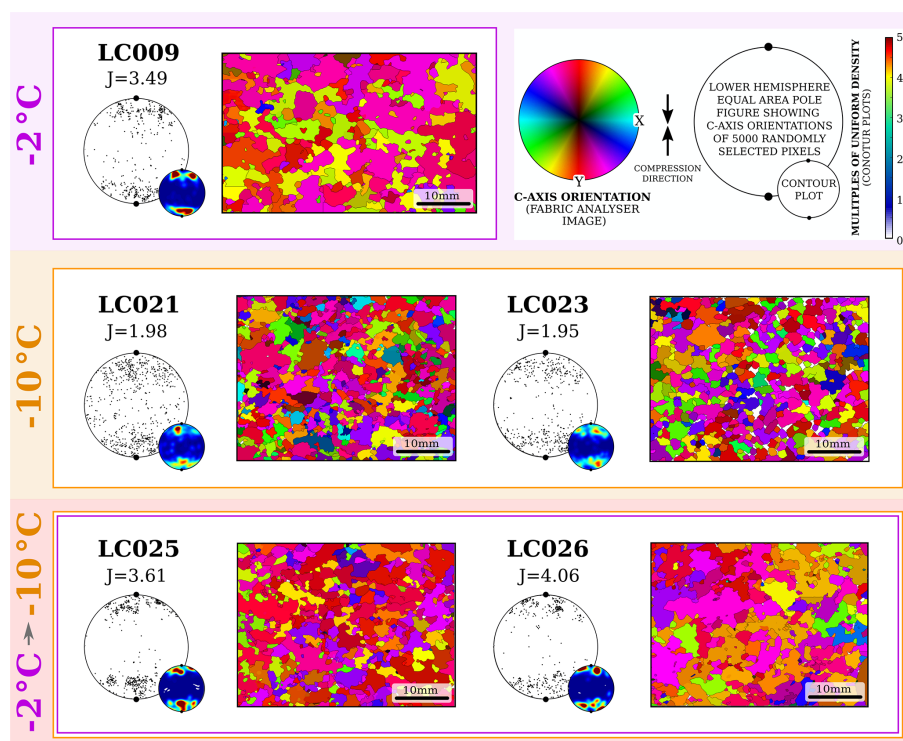 -2°C
LC009
J=3.49
10mm
X
Y
C-AXIS ORIENTATION
(FABRIC ANALYSER
IMAGE)
COMPRESSION
DIRECTION
LOWER HEMISPHERE
EQUAL AREA POLE
FIGURE SHOWING
C-AXIS ORIENTATIONS
OF 5000 RANDOMLY
SELECTED PIXELS
CONTOUR
PLOT
MULITPLES OF UNIFORM DENSITY
(CONOTUR PLOTS)
5
4
3
2
1
0
-10°C
LC021
J=1.98
10mm
LC023
J=1.95
10mm
-2°C➔-10°C
LC025
J=3.61
10mm
LC026
J=4.06
10mm